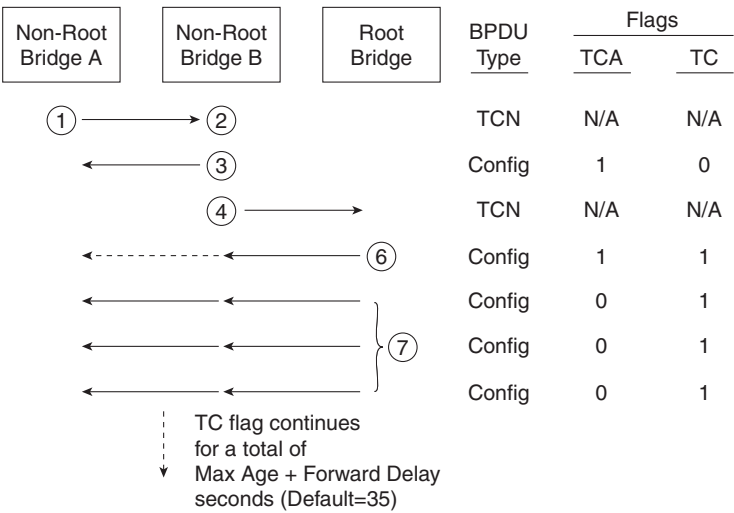 Non-Root
Bridge A
Non-Root
Bridge B
Root
Bridge
BPDU
Type
Flags
TCA TC
1 2 TCN N/A N/A
3 Config 1 0
4 TCN N/A N/A
6 Config 1 1
Config 0 1
7 Config 0 1
Config 0 1
TC flag continues
for a total of
Max Age + Forward Delay
seconds (Default=35)